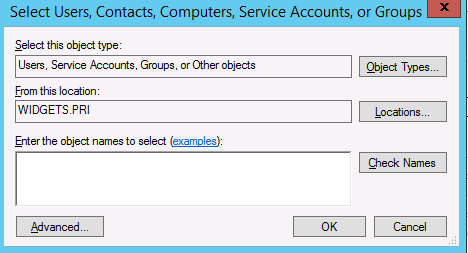 Select Users, Contacts, Computers, Service Accounts, or Groups
x
Select this object type:
Users, Service Accounts, Groups, or Other objects
Object Types...
From this location:
WIDGETS.PRI
Locations...
Enter the object names to select (examples):
Check Names
Advanced...
OK
Cancel